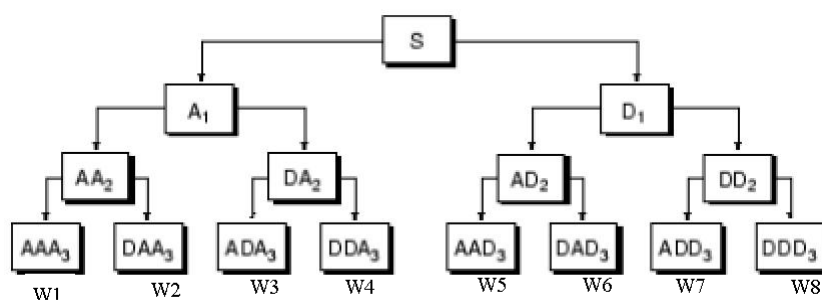 S
A₁ D₁
AA₂ DA₂ AD₂ DD₂
AAA₃ DAA₃ ADA₃ DDA₃ AAD₃ DAD₃ ADD₃ DDD₃
W1 W2 W3 W4 W5 W6 W7 W8